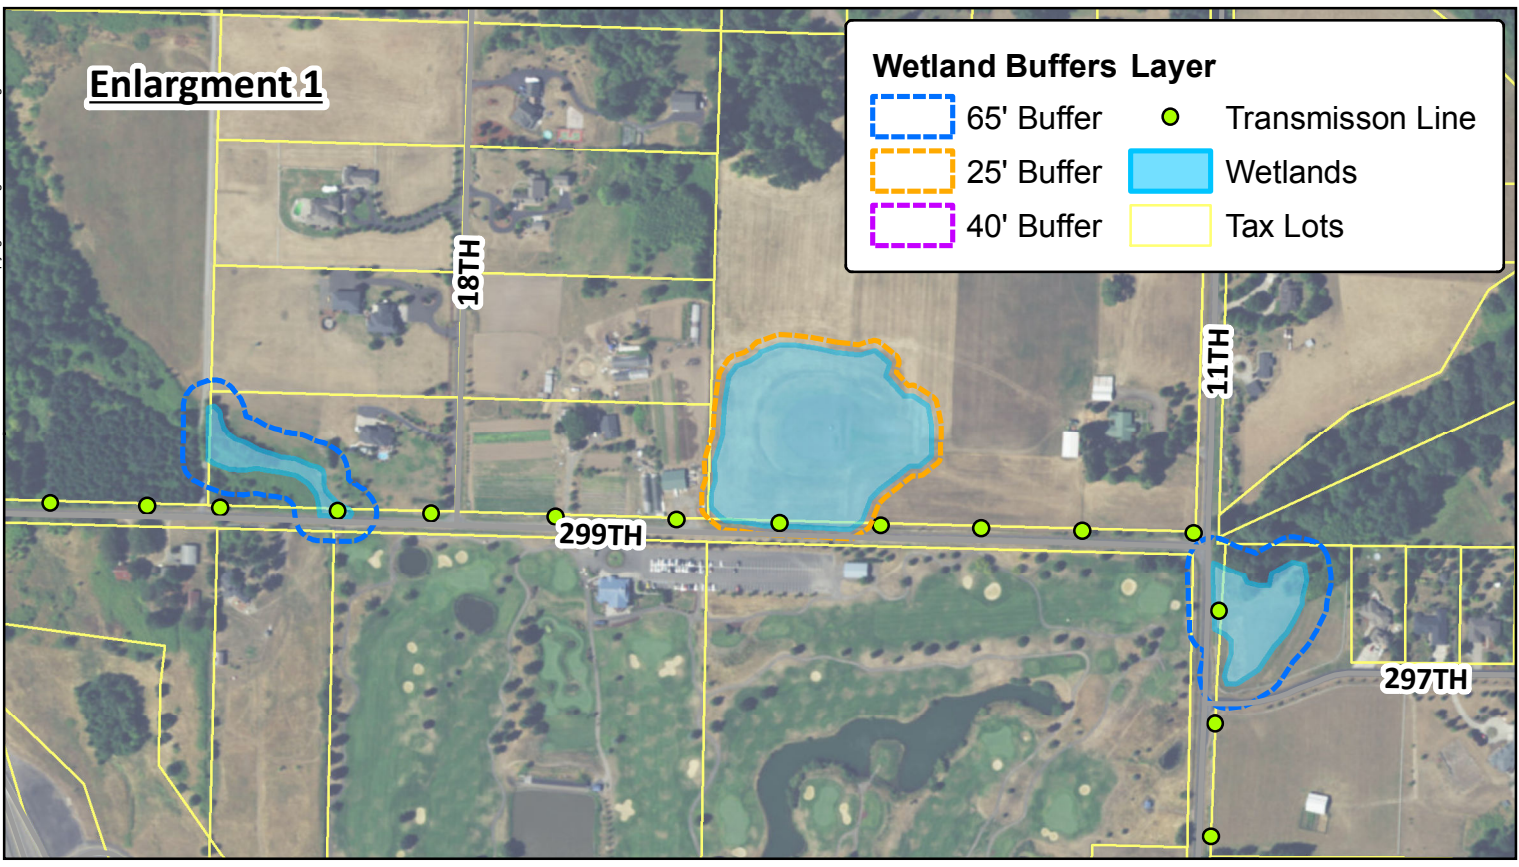 Enlargment 1
Wetland Buffers Layer
65' Buffer Transmisson Line
25' Buffer Wetlands
40' Buffer Tax Lots
18TH
11TH
299TH
297TH